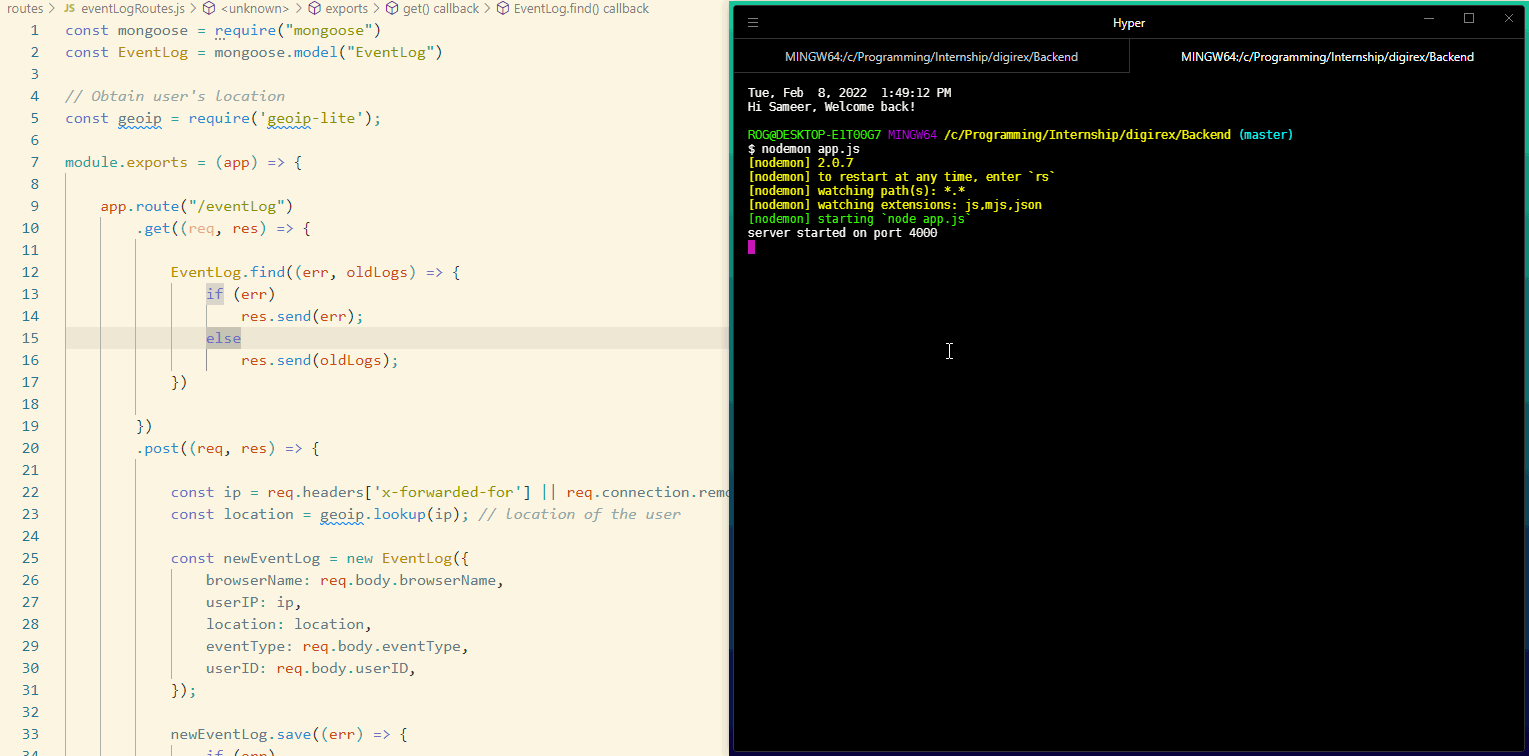 routes > JS eventLogRoutes.js > <unknown> > exports > get() callback > EventLog.find() callback
1 const mongoose = require("mongoose")
2 const EventLog = mongoose.model("EventLog")
3
4 // Obtain user's location
5 const geoip = require('geoip-lite');
6
7 module.exports = (app) => {
8
9 app.route("/eventLog")
10 .get((req, res) => {
11
12 EventLog.find((err, oldLogs) => {
13 if (err)
14 res.send(err);
15 else
16 res.send(oldLogs);
17 })
18
19 })
20 .post((req, res) => {
21
22 const ip = req.headers['x-forwarded-for'] || req.connection.remo
23 const location = geoip.lookup(ip); // location of the user
24
25 const newEventLog = new EventLog({
26 browserName: req.body.browserName,
27 userIP: ip,
28 location: location,
29 eventType: req.body.eventType,
30 userID: req.body.userID,
31 });
32
33 newEventLog.save((err) => {
34 if (err)
Hyper
MINGW64:/c/Programming/Internship/digirex/Backend
MINGW64:/c/Programming/Internship/digirex/Backend
Tue, Feb 8, 2022 1:49:12 PM
Hi Sameer, Welcome back!
ROG@DESKTOP-E1T00G7 MINGW64 /c/Programming/Internship/digirex/Backend (master)
$ nodemon app.js
[nodemon] 2.0.7
[nodemon] to restart at any time, enter `rs`
[nodemon] watching path(s): *.*
[nodemon] watching extensions: js,mjs,json
[nodemon] starting `node app.js`
server started on port 4000